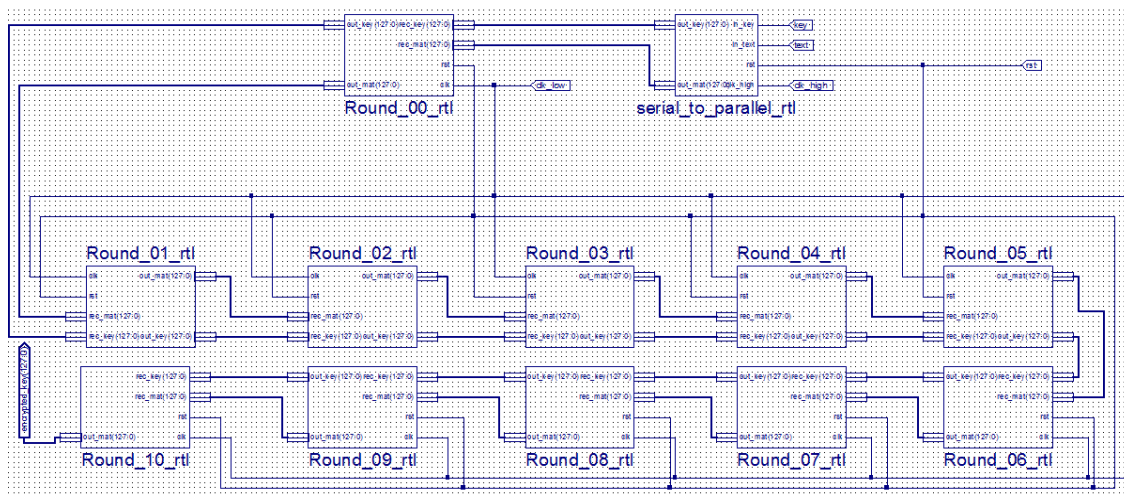 out_key(127:0) rec_key(127:0)
rec_mat(127:0)
rst
out_mat(127:0) clk
Round_00_rtl
clk_low
out_key(127:0) in_key
in_text
rst
out_mat(127:0) clk_high
serial_to_parallel_rtl
key
text
rst
clk_high
Round_01_rtl
clk out_mat(127:0)
rst
rec_mat(127:0)
rec_key(127:0) out_key(127:0)
Round_02_rtl
clk out_mat(127:0)
rst
rec_mat(127:0)
rec_key(127:0) out_key(127:0)
Round_03_rtl
clk out_mat(127:0)
rst
rec_mat(127:0)
rec_key(127:0) out_key(127:0)
Round_04_rtl
clk out_mat(127:0)
rst
rec_mat(127:0)
rec_key(127:0) out_key(127:0)
Round_05_rtl
clk out_mat(127:0)
rst
rec_mat(127:0)
rec_key(127:0) out_key(127:0)
encrypted_key(127:0)
rec_key(127:0)
rec_mat(127:0)
rst
out_mat(127:0) clk
Round_10_rtl
out_key(127:0) rec_key(127:0)
rec_mat(127:0)
rst
out_mat(127:0) clk
Round_09_rtl
out_key(127:0) rec_key(127:0)
rec_mat(127:0)
rst
out_mat(127:0) clk
Round_08_rtl
out_key(127:0) rec_key(127:0)
rec_mat(127:0)
rst
out_mat(127:0) clk
Round_07_rtl
out_key(127:0) rec_key(127:0)
rec_mat(127:0)
rst
out_mat(127:0) clk
Round_06_rtl